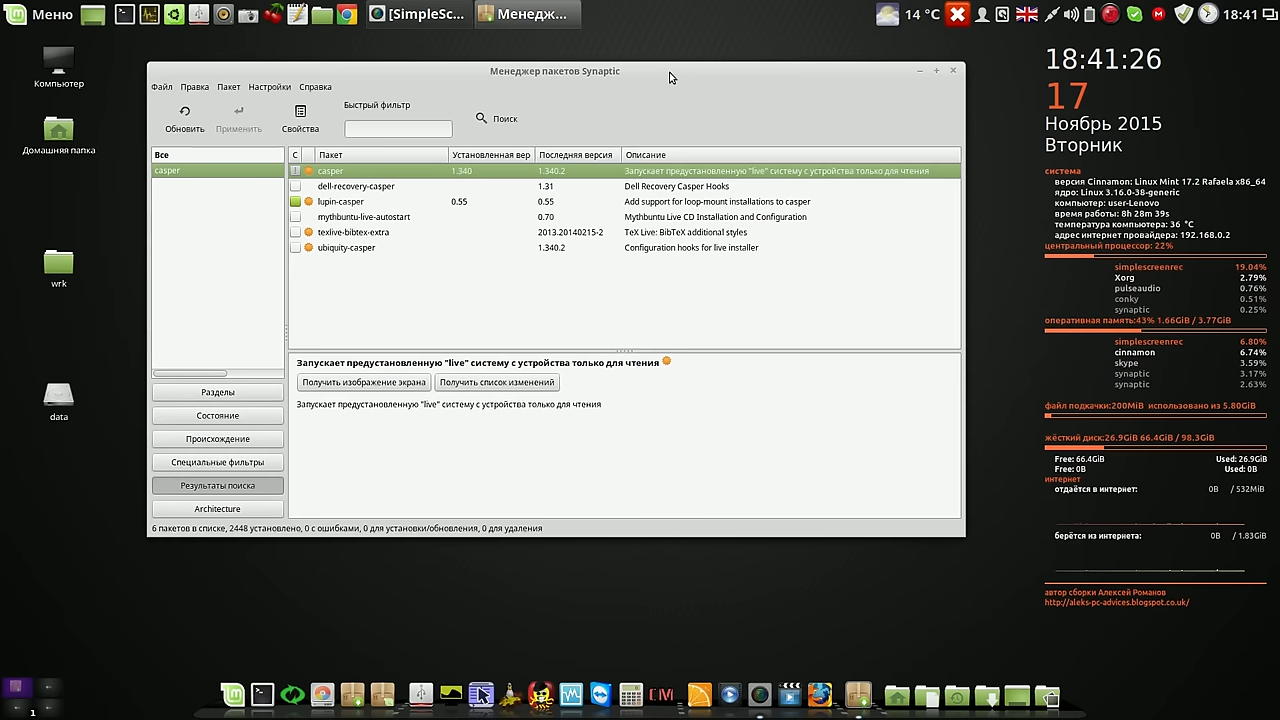 Меню
[SimpleSc...
Менедж...
14 °C
18:41
Компьютер
Домашняя папка
wrk
data
Менеджер пакетов Synaptic
Файл Правка Пакет Настройки Справка
Обновить Применить Свойства
Быстрый фильтр
Поиск
Все
casper
С Пакет Установленная вер Последняя версия Описание
casper 1.340 1.340.2 Запускает предустановленную "live" систему с устройства только для чтения
dell-recovery-casper 1.31 Dell Recovery Casper Hooks
lupin-casper 0.55 0.55 Add support for loop-mount installations to casper
mythbuntu-live-autostart 0.70 Mythbuntu Live CD Installation and Configuration
texlive-bibtex-extra 2013.20140215-2 TeX Live: BibTeX additional styles
ubiquity-casper 1.340.2 Configuration hooks for live installer
Запускает предустановленную "live" систему с устройства только для чтения
Получить изображение экрана Получить список изменений
Запускает предустановленную "live" систему с устройства только для чтения
Разделы
Состояние
Происхождение
Специальные фильтры
Результаты поиска
Architecture
6 пакетов в списке, 2448 установлено, 0 с ошибками, 0 для установки/обновления, 0 для удаления
18:41:26
17
Ноябрь 2015
Вторник
система
версия Cinnamon: Linux Mint 17.2 Rafaela x86_64
ядро: Linux 3.16.0-38-generic
компьютер: user-Lenovo
время работы: 8h 28m 39s
температура компьютера: 36 °C
адрес интернет провайдера: 192.168.0.2
центральный процессор: 22%
simplescreenrec 19.04%
Xorg 2.79%
pulseaudio 0.76%
conky 0.51%
synaptic 0.25%
оперативная память:43% 1.66GiB / 3.77GiB
simplescreenrec 6.80%
cinnamon 6.74%
skype 3.59%
synaptic 3.17%
synaptic 2.63%
файл подкачки:200MiB использовано из 5.80GiB
жёсткий диск:26.9GiB 66.4GiB / 98.3GiB
Free: 66.4GiB Used: 26.9GiB
Free: 0B Used: 0B
интернет
отдаётся в интернет: 0B / 532MiB
берётся из интернета: 0B / 1.83GiB
автор сборки Алексей Романов
http://aleks-pc-advices.blogspot.co.uk/
1